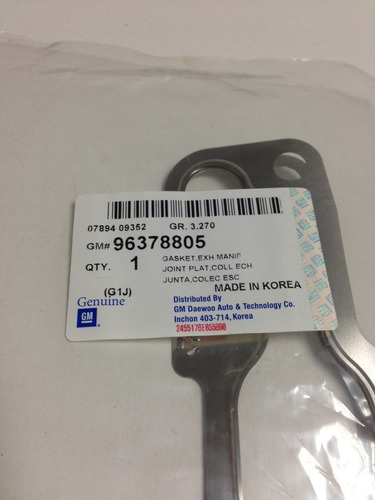 07894 09352 GR. 3.270
GM# 96378805
QTY. 1
GASKET,EXH MANIF
JOINT PLAT,COLL ECH
JUNTA,COLEC ESC
(G1J)
MADE IN KOREA
Genuine
GM
Distributed By
GM Daewoo Auto & Technology Co.
Inchon 403-714, Korea